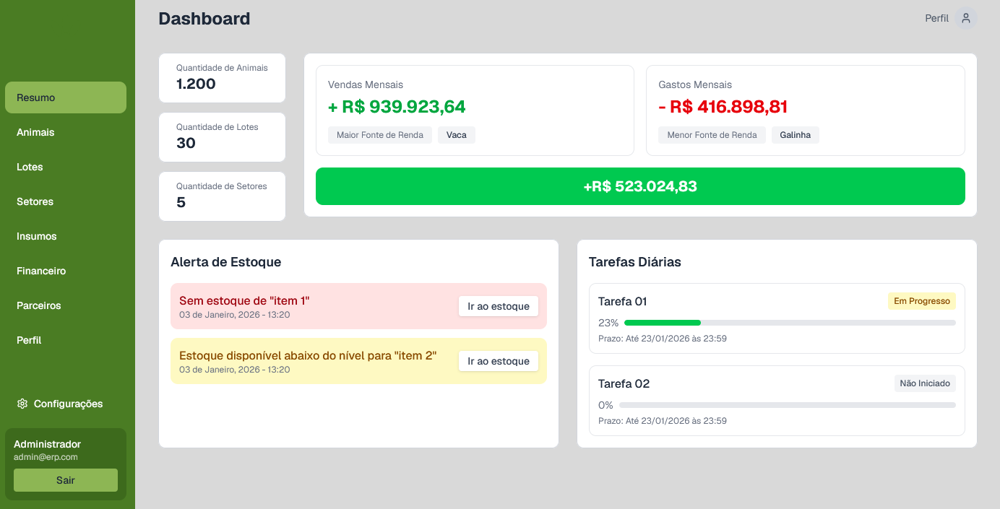 Dashboard
Perfil
Resumo
Animais
Lotes
Setores
Insumos
Financeiro
Parceiros
Perfil
Configurações
Administrador
admin@erp.com
Sair
Quantidade de Animais
1.200
Quantidade de Lotes
30
Quantidade de Setores
5
Vendas Mensais
+ R$ 939.923,64
Maior Fonte de Renda Vaca
Gastos Mensais
- R$ 416.898,81
Menor Fonte de Renda Galinha
+R$ 523.024,83
Alerta de Estoque
Sem estoque de "item 1"
03 de Janeiro, 2026 - 13:20
Ir ao estoque
Estoque disponível abaixo do nível para "item 2"
03 de Janeiro, 2026 - 13:20
Ir ao estoque
Tarefas Diárias
Tarefa 01
Em Progresso
23%
Prazo: Até 23/01/2026 às 23:59
Tarefa 02
Não Iniciado
0%
Prazo: Até 23/01/2026 às 23:59